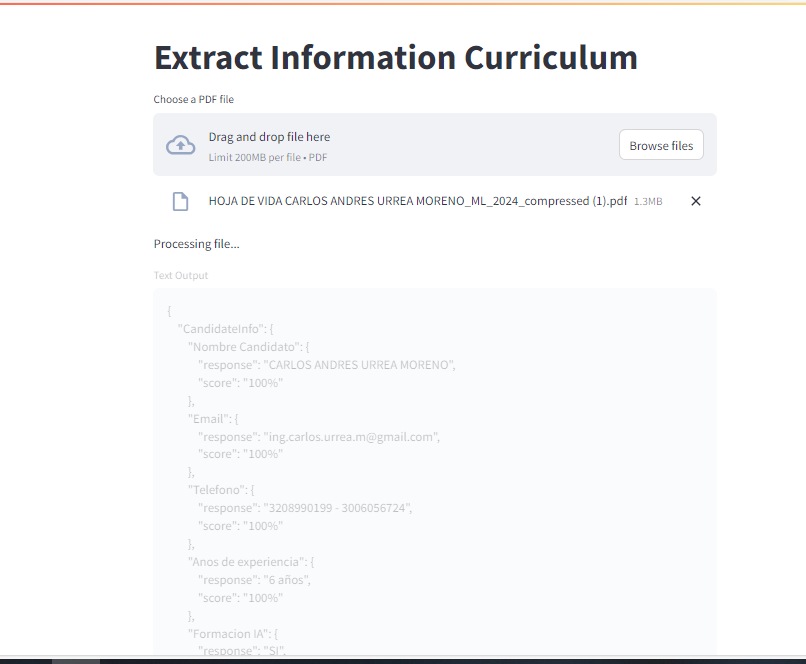 Extract Information Curriculum
Choose a PDF file
Drag and drop file here
Limit 200MB per file • PDF
Browse files
HOJA DE VIDA CARLOS ANDRES URREA MORENO_ML_2024_compressed (1).pdf 1.3MB
Processing file...
Text Output
{
"CandidateInfo": {
"Nombre Candidato": {
"response": "CARLOS ANDRES URREA MORENO",
"score": "100%"
},
"Email": {
"response": "ing.carlos.urrea.m@gmail.com",
"score": "100%"
},
"Telefono": {
"response": "3208990199 - 3006056724",
"score": "100%"
},
"Anos de experiencia": {
"response": "6 años",
"score": "100%"
},
"Formacion IA": {
"response": "SI",